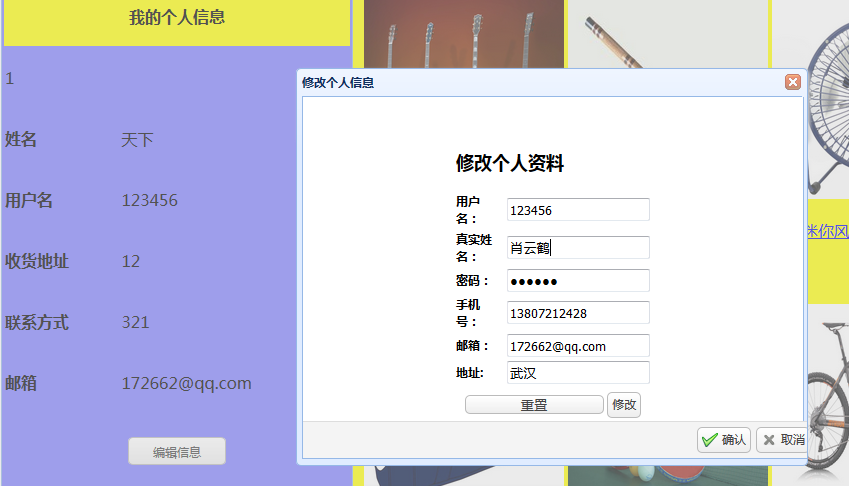 我的个人信息
1
姓名 天下
用户名 123456
收货地址 12
联系方式 321
邮箱 172662@qq.com
编辑信息
修改个人信息
修改个人资料
用户
名： 123456
真实姓
名： 肖云鹤
密码： ●●●●●●
手机
号： 13807212428
邮箱： 172662@qq.com
地址: 武汉
重置 修改
确认 取消
迷你风